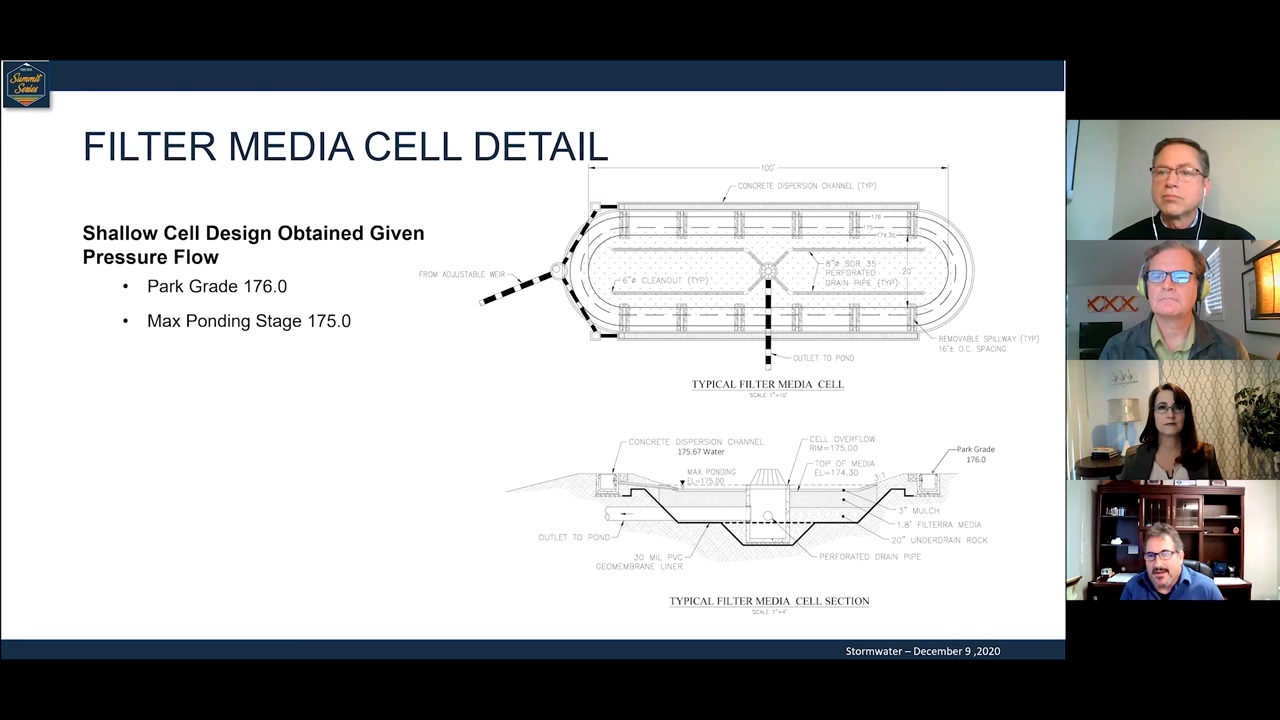 Summit
Series
FILTER MEDIA CELL DETAIL
Shallow Cell Design Obtained Given
Pressure Flow
• Park Grade 176.0
• Max Ponding Stage 175.0
100'
CONCRETE DISPERSION CHANNEL (TYP)
176
175
174.30
FROM ADJUSTABLE WEIR
6"Ø CLEANOUT (TYP)
8"Ø SDR 35
PERFORATED
DRAIN PIPE (TYP)
20'
REMOVABLE SPILLWAY (TYP)
16'± O.C. SPACING
OUTLET TO POND
TYPICAL FILTER MEDIA CELL
SCALE 1"=10'
CONCRETE DISPERSION CHANNEL
175.67 Water
CELL OVERFLOW
RIM=175.00
Park Grade
176.0
MAX PONDING
EL=175.00
TOP OF MEDIA
EL=174.30
3:1
3" MULCH
1.8' FILTERRA MEDIA
20" UNDERDRAIN ROCK
OUTLET TO POND
30 MIL PVC
GEOMEMBRANE LINER
PERFORATED DRAIN PIPE
TYPICAL FILTER MEDIA CELL SECTION
SCALE 1"=4'
Stormwater – December 9 ,2020